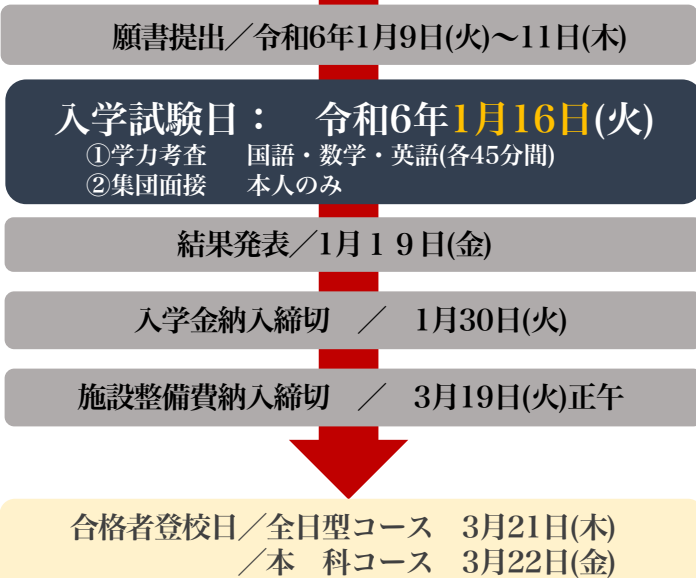 願書提出／令和6年1月9日(火)～11日(木)
入学試験日：　令和6年1月16日(火)
①学力考査　　国語・数学・英語(各45分間)
②集団面接　　本人のみ
結果発表／1月１９日(金)
入学金納入締切　／　1月30日(火)
施設整備費納入締切　／　3月19日(火)正午
合格者登校日／全日型コース　3月21日(木)
／本　科コース　3月22日(金)